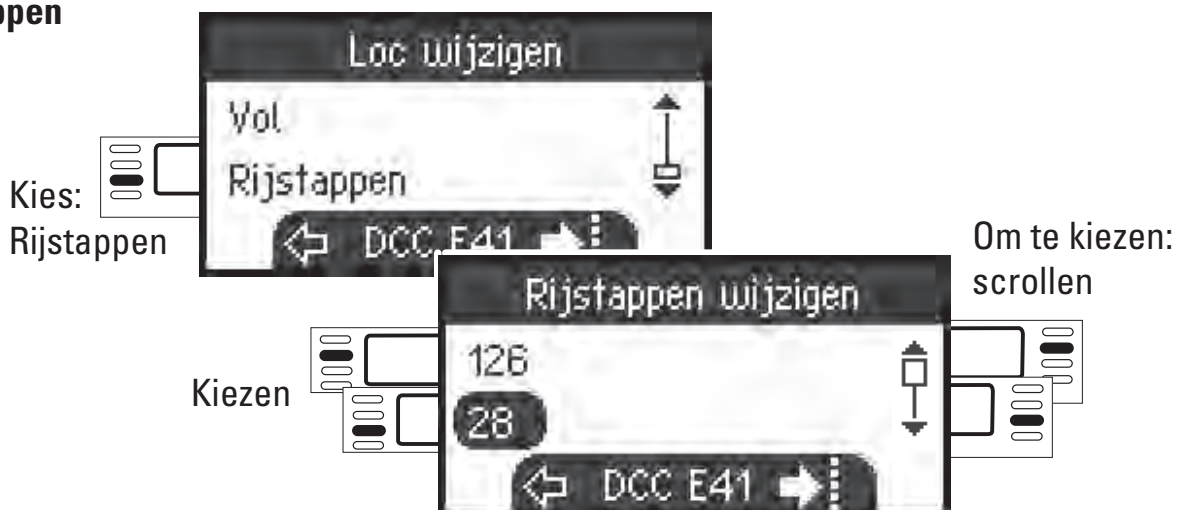 ppen
Loc wijzigen
Vol
Rijstappen
DCC E41
Kies:
Rijstappen
Om te kiezen:
scrollen
Rijstappen wijzigen
126
28
DCC E41
Kiezen